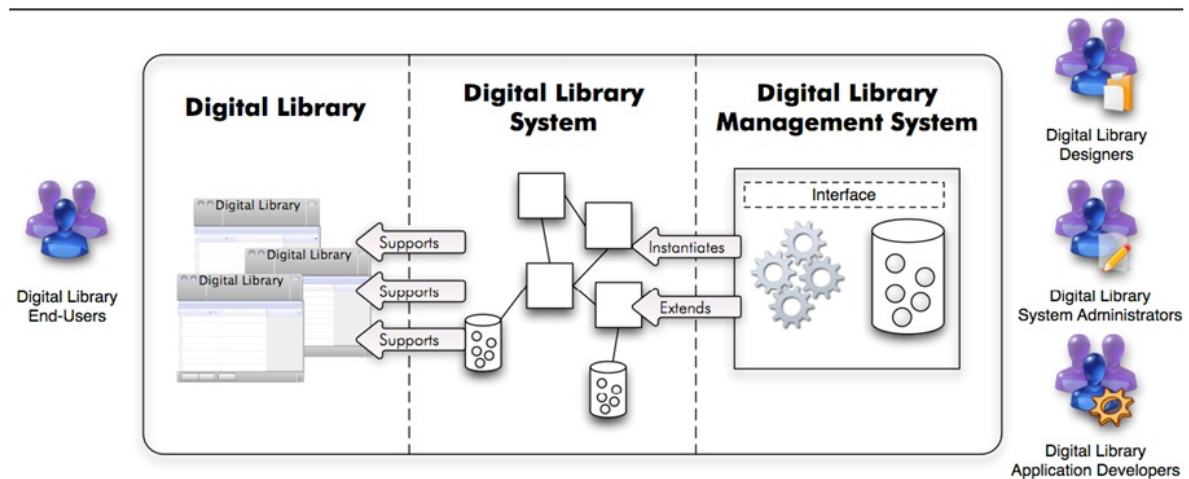 Digital Library
Digital Library
System
Digital Library
Management System
Digital Library
Designers
Digital Library
End-Users
Digital Library
Digital Library
Digital Library
Supports
Supports
Supports
Instantiates
Extends
Interface
Digital Library
System Administrators
Digital Library
Application Developers